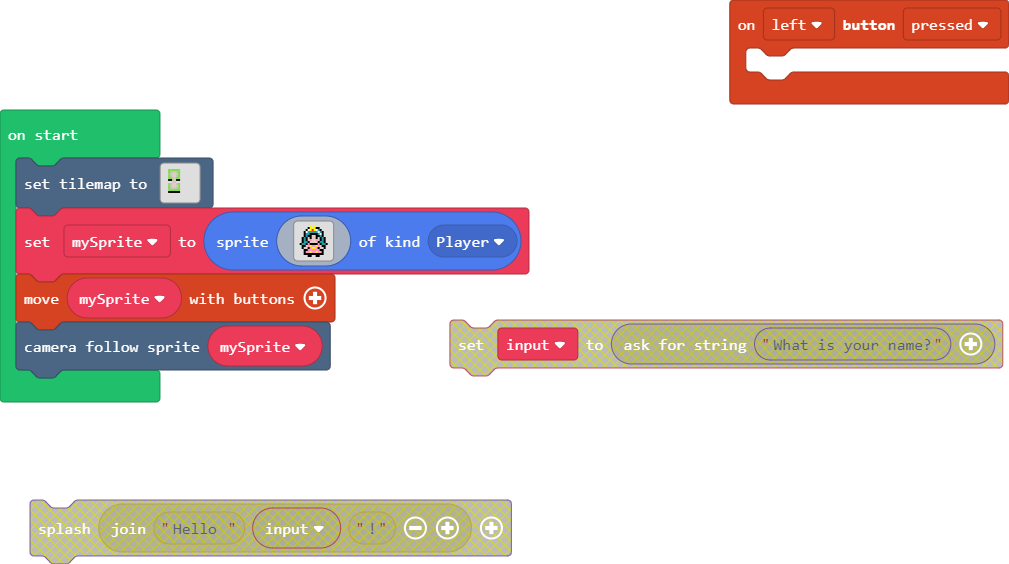 on left button pressed
on start
set tilemap to
set mySprite to sprite of kind Player
move mySprite with buttons
camera follow sprite mySprite
set input to ask for string "What is your name?"
splash join "Hello " input "!"